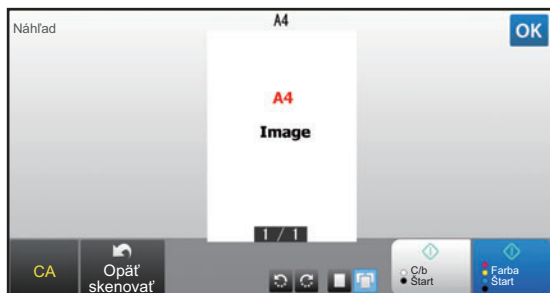 Náhľad
A4
OK
A4
Image
1 / 1
CA
Opäť
skenovať
C/b
Štart
Farba
Štart